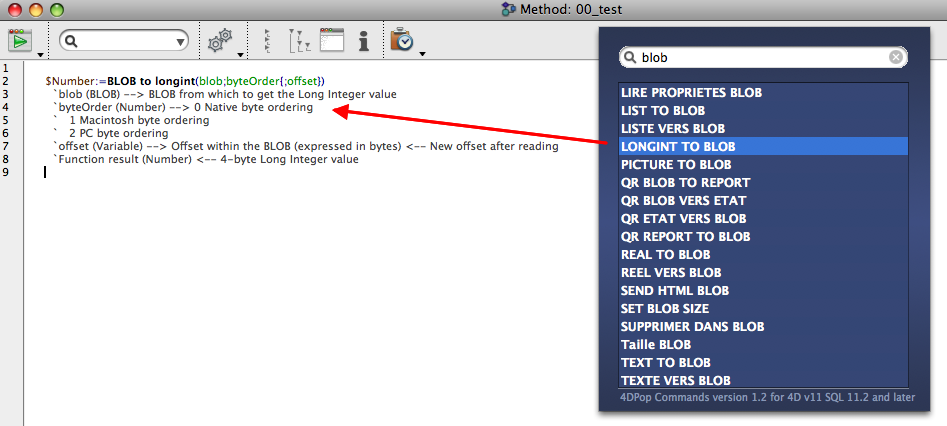 Method: 00_test
1
2 $Number:=BLOB to longint(blob;byteOrder{;offset})
3 `blob (BLOB) --> BLOB from which to get the Long Integer value
4 `byteOrder (Number) --> 0 Native byte ordering
5 ` 1 Macintosh byte ordering
6 ` 2 PC byte ordering
7 `offset (Variable) --> Offset within the BLOB (expressed in bytes) <-- New offset after reading
8 `Function result (Number) <-- 4-byte Long Integer value
9
blob
LIRE PROPRIETES BLOB
LIST TO BLOB
LISTE VERS BLOB
LONGINT TO BLOB
PICTURE TO BLOB
QR BLOB TO REPORT
QR BLOB VERS ETAT
QR ETAT VERS BLOB
QR REPORT TO BLOB
REAL TO BLOB
REEL VERS BLOB
SEND HTML BLOB
SET BLOB SIZE
SUPPRIMER DANS BLOB
Taille BLOB
TEXT TO BLOB
TEXTE VERS BLOB
4DPop Commands version 1.2 for 4D v11 SQL 11.2 and later